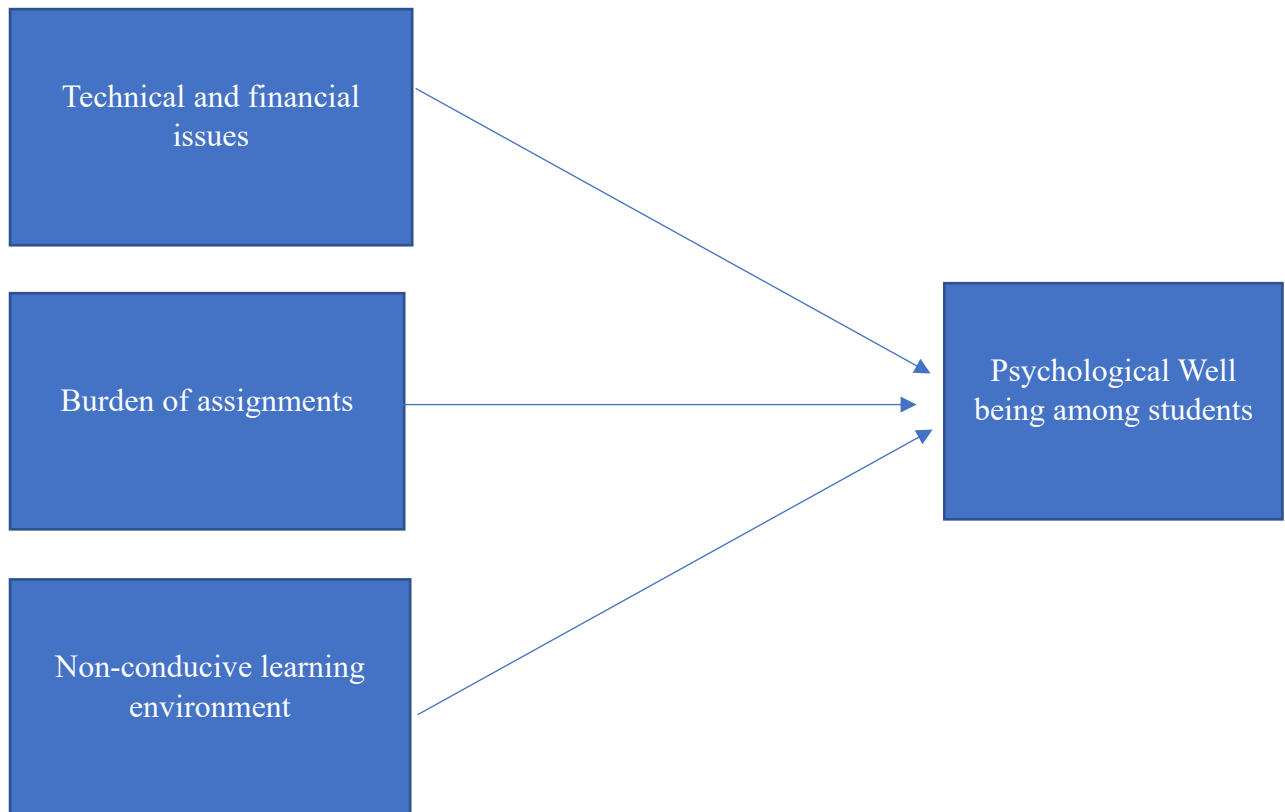 Technical and financial
issues
Burden of assignments
Psychological Well
being among students
Non-conducive learning
environment